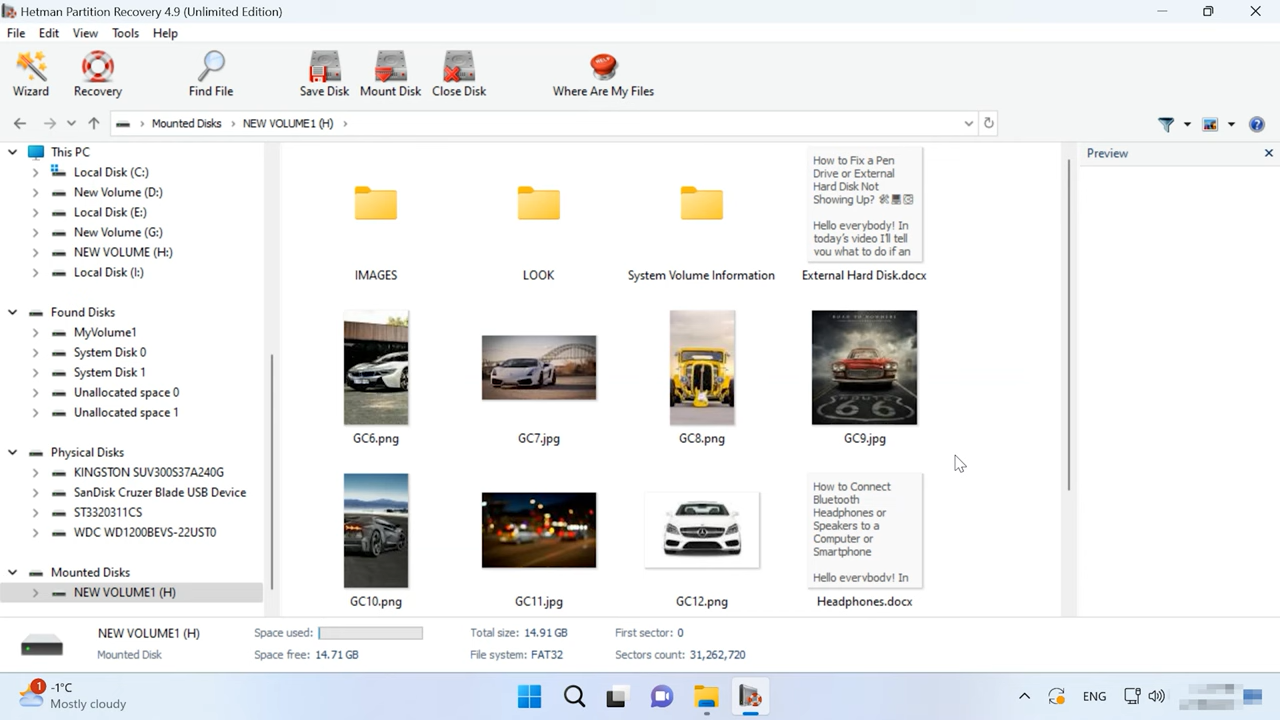 Hetman Partition Recovery 4.9 (Unlimited Edition)
File Edit View Tools Help
Wizard Recovery Find File Save Disk Mount Disk Close Disk Where Are My Files
Mounted Disks NEW VOLUME1 (H)
This PC
Local Disk (C:)
New Volume (D:)
Local Disk (E:)
New Volume (G:)
NEW VOLUME (H:)
Local Disk (I:)
Found Disks
MyVolume1
System Disk 0
System Disk 1
Unallocated space 0
Unallocated space 1
Physical Disks
KINGSTON SUV300S37A240G
SanDisk Cruzer Blade USB Device
ST3320311CS
WDC WD1200BEVS-22UST0
Mounted Disks
NEW VOLUME1 (H)
How to Fix a Pen
Drive or External
Hard Disk Not
Showing Up?
Hello everybody! In
today's video I'll tell
you what to do if an
IMAGES LOOK System Volume Information External Hard Disk.docx
ROUTE
66
GC6.png GC7.jpg GC8.png GC9.jpg
How to Connect
Bluetooth
Headphones or
Speakers to a
Computer or
Smartphone
Hello everybody! In
GC10.png GC11.jpg GC12.png Headphones.docx
Preview
NEW VOLUME1 (H) Space used: Total size: 14.91 GB First sector: 0
Mounted Disk Space free: 14.71 GB File system: FAT32 Sectors count: 31,262,720
1
-1°C
Mostly cloudy
ENG